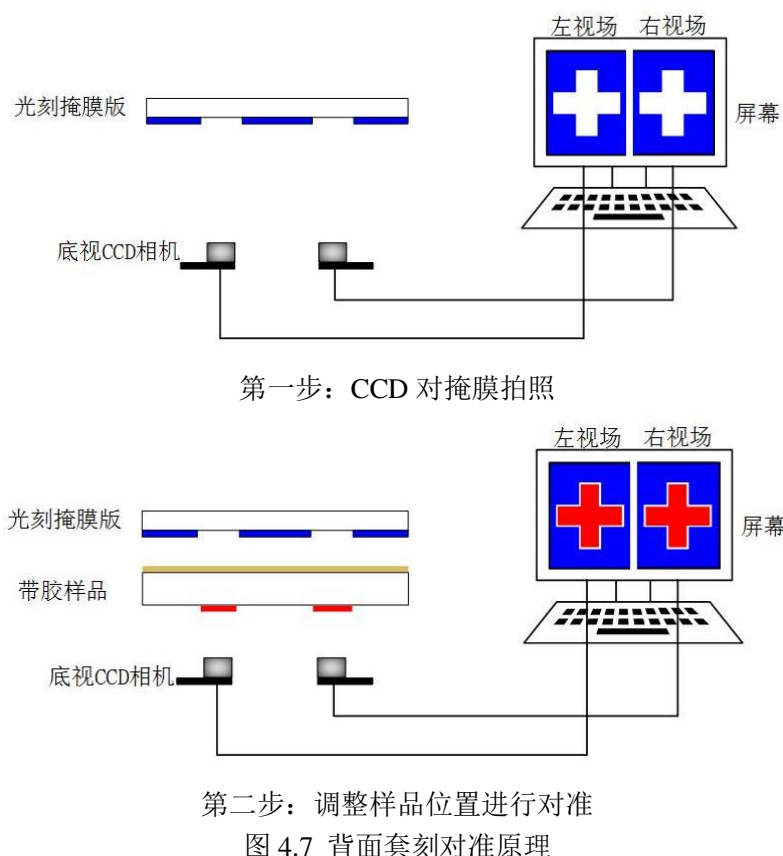 左视场 右视场
光刻掩膜版
屏幕
底视CCD相机
第一步：CCD 对掩膜拍照
左视场 右视场
光刻掩膜版
屏幕
带胶样品
底视CCD相机
第二步：调整样品位置进行对准
图 4.7 背面套刻对准原理